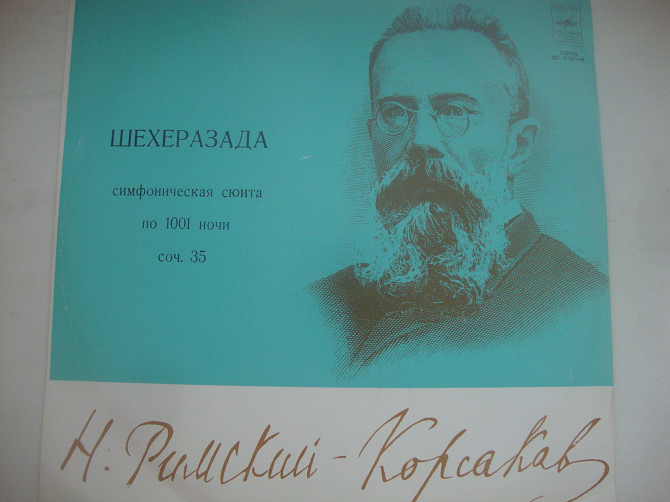 ШЕХЕРАЗАДА
симфоническая сюита
по 1001 ночи
соч. 35
Н. Римский-Корсаков